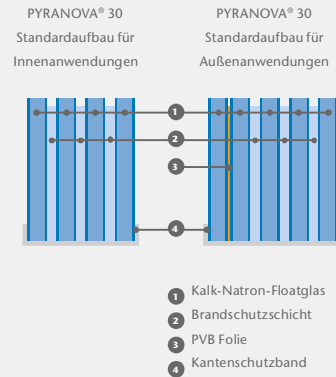 PYRANOVA® 30
Standardaufbau für
Innenanwendungen
PYRANOVA® 30
Standardaufbau für
Außenanwendungen
1
2
3
4
1 Kalk-Natron-Floatglas
2 Brandschutzschicht
3 PVB Folie
4 Kantenschutzband